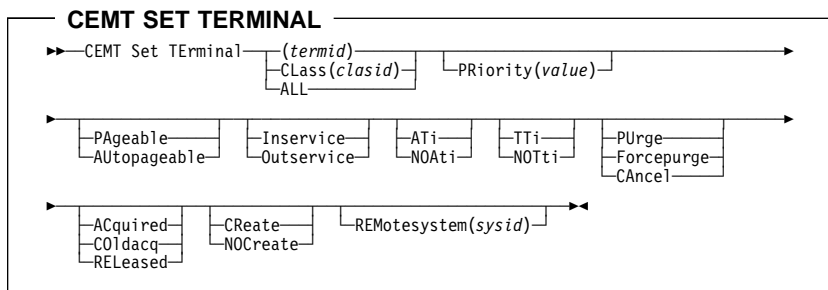 CEMT SET TERMINAL
CEMT Set TErminal (termid) PRiority(value)
CLass(clasid)
ALL
PAgeable Inservice ATi TTi PUrge
AUtopageable Outservice NOAti NOTti Forcepurge
CAncel
ACquired CReate REMotesystem(sysid)
COldacq NOCreate
RELeased